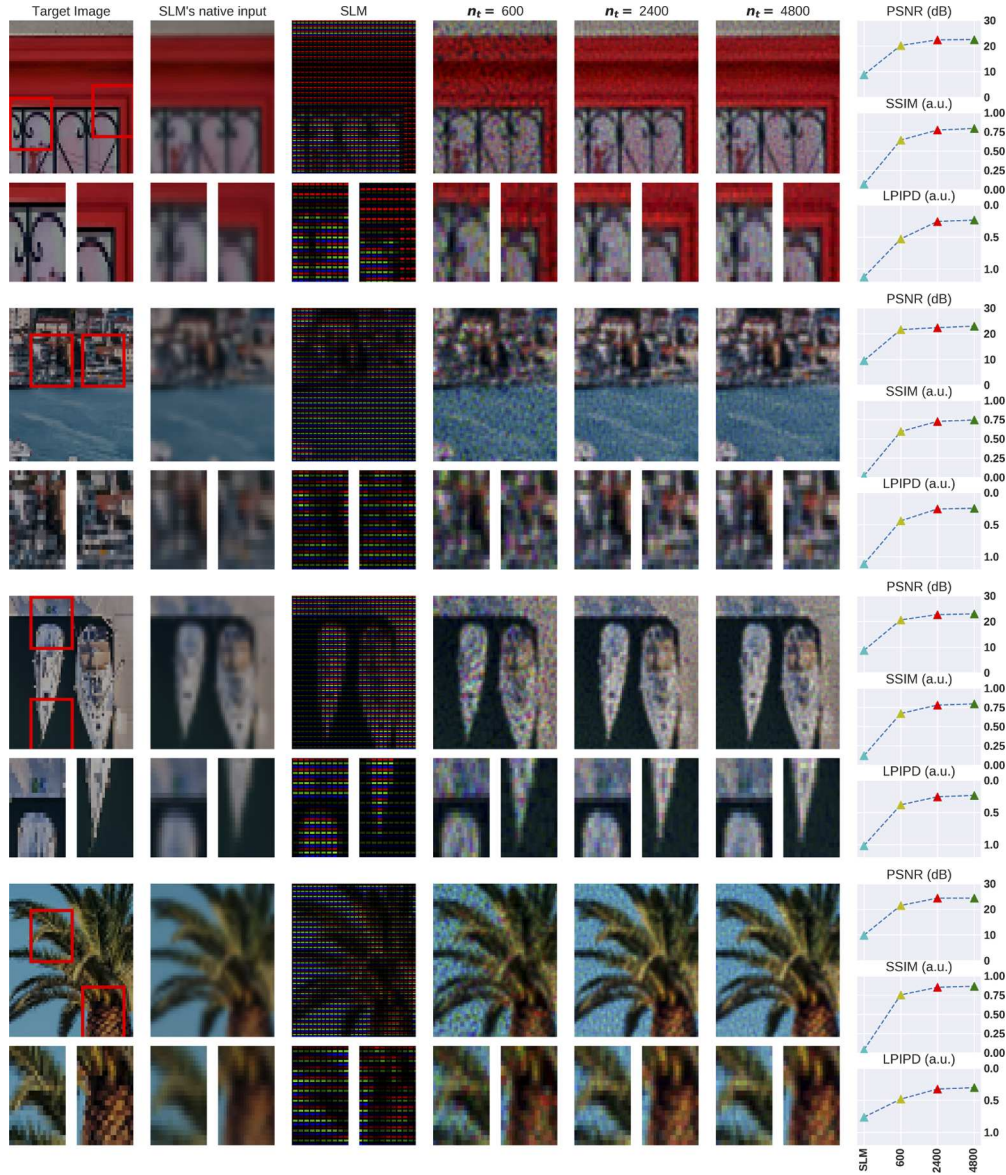 Target Image
SLM's native input
SLM
nₜ = 600
nₜ = 2400
nₜ = 4800
PSNR (dB)
30
20
10
0
SSIM (a.u.)
1.00
0.75
0.50
0.25
0.00
LPIPD (a.u.)
0.0
0.5
1.0
PSNR (dB)
30
20
10
0
SSIM (a.u.)
1.00
0.75
0.50
0.25
0.00
LPIPD (a.u.)
0.0
0.5
1.0
PSNR (dB)
30
20
10
0
SSIM (a.u.)
1.00
0.75
0.50
0.25
0.00
LPIPD (a.u.)
0.0
0.5
1.0
PSNR (dB)
30
20
10
0
SSIM (a.u.)
1.00
0.75
0.50
0.25
0.00
LPIPD (a.u.)
0.0
0.5
1.0
SLM
600
2400
4800